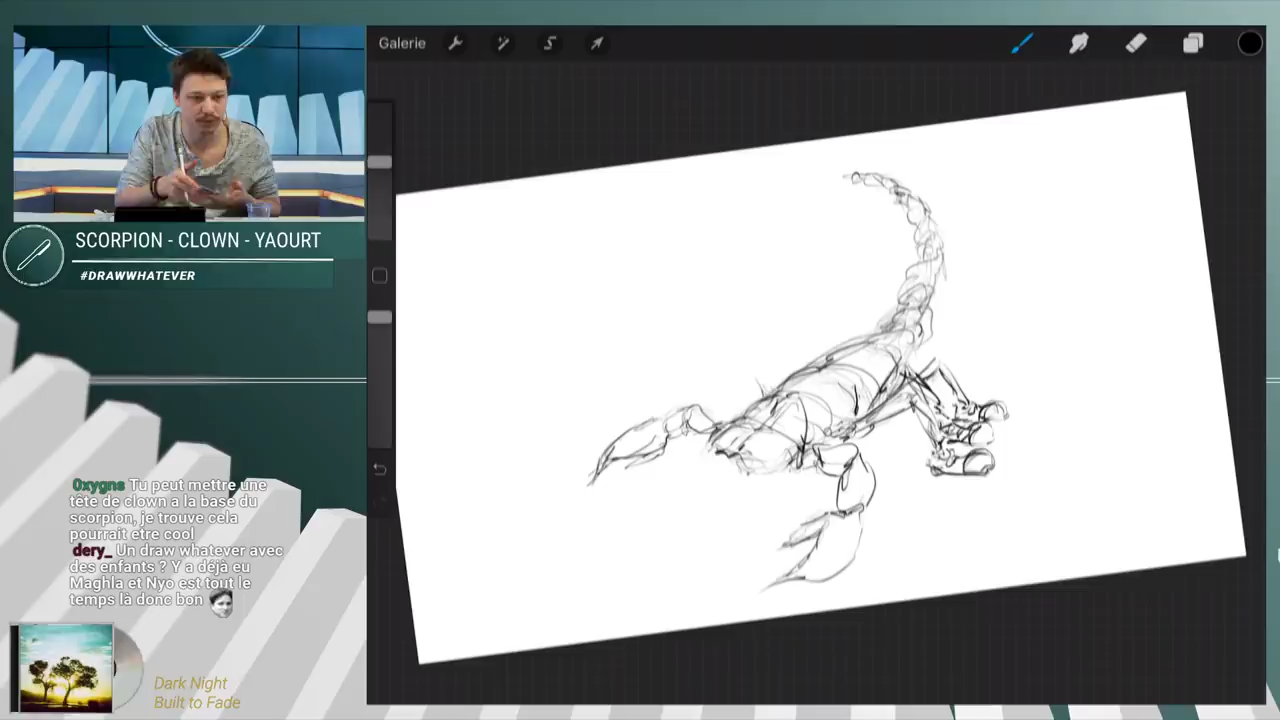 Galerie
SCORPION - CLOWN - YAOURT
#DRAWWHATEVER
0xygns Tu peut mettre une
tête de clown a la base du
scorpion, je trouve cela
pourrait etre cool
dery_ Un draw whatever avec
des enfants ? Y a déjà eu
Maghla et Nyo est tout le
temps là donc bon
Dark Night
Built to Fade